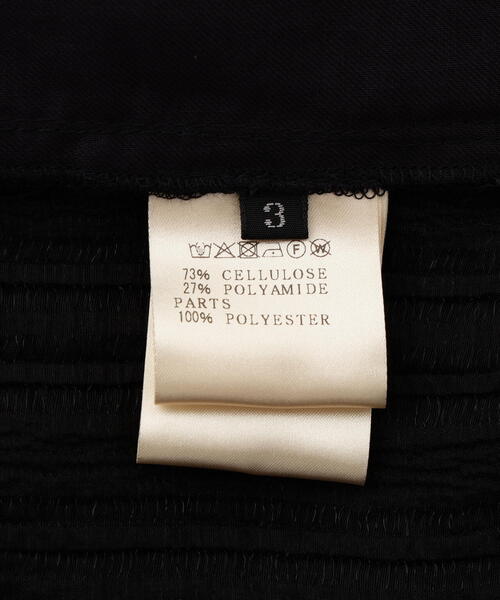 3
F W
73% CELLULOSE
27% POLYAMIDE
PARTS
100% POLYESTER